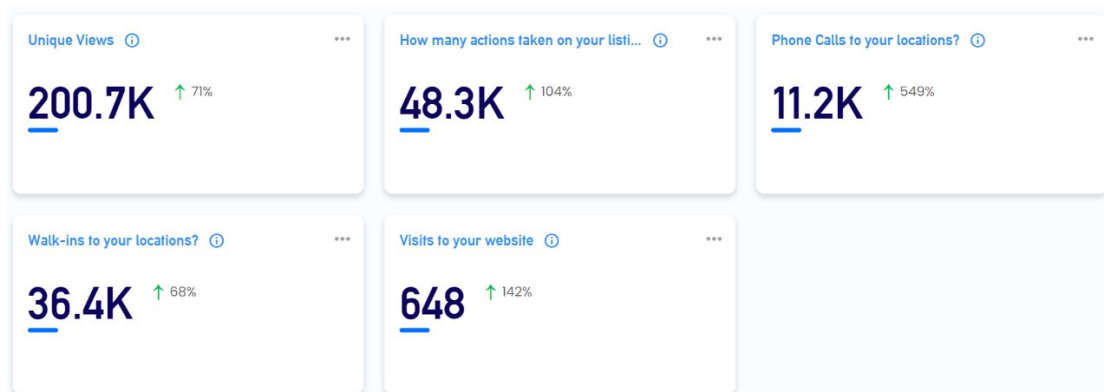 Unique Views
How many actions taken on your listi...
Phone Calls to your locations?
200.7K ↑ 71%
48.3K ↑ 104%
11.2K ↑ 549%
Walk-ins to your locations?
Visits to your website
36.4K ↑ 68%
648 ↑ 142%